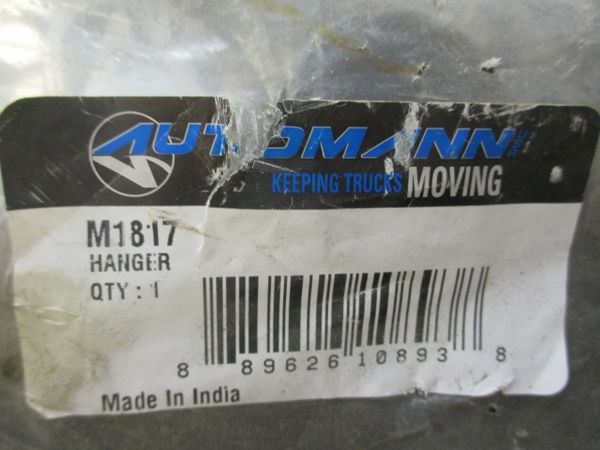 AUTOMANN
KEEPING TRUCKS MOVING
M1817
HANGER
QTY : 1
8 89626 10893 8
Made In India